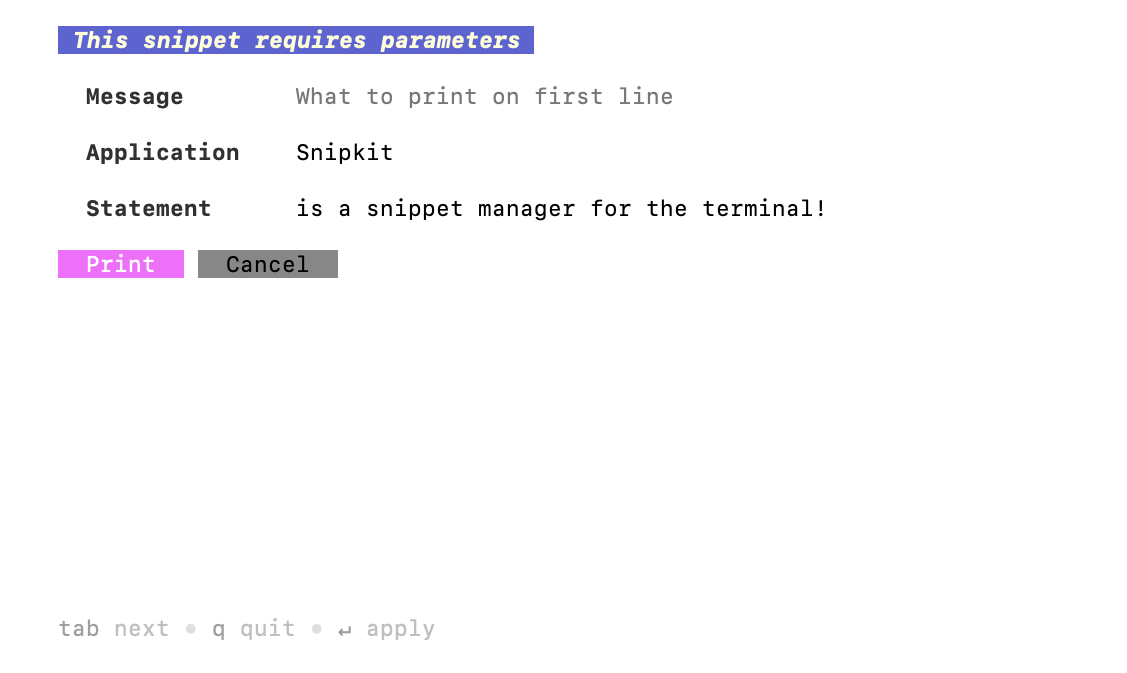 This snippet requires parameters
Message What to print on first line
Application Snipkit
Statement is a snippet manager for the terminal!
Print Cancel
tab next • q quit • ↵ apply